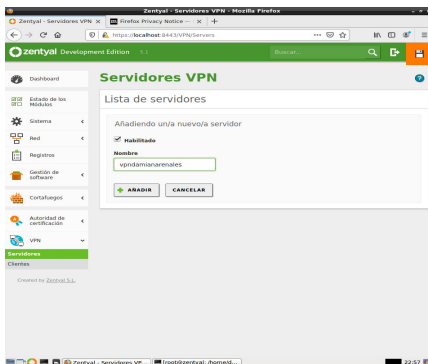 Zentyal - Servidores VPN - Mozilla Firefox
Zentyal - Servidores VPN ×
Firefox Privacy Notice — ×
https://localhost:8443/VPN/Servers
zentyal Development Edition
Buscar...
Dashboard
Estado de los Módulos
Sistema
Red
Registros
Gestión de software
Cortafuegos
Autoridad de certificación
VPN
Servidores
Clientes
Created by Zentyal S.L.
Servidores VPN
Lista de servidores
Añadiendo un/a nuevo/a servidor
Habilitado
Nombre
vpndamianarenales
AÑADIR
CANCELAR
Zentyal - Servidores VP...
[root@zentyal: /home/d...
22:57